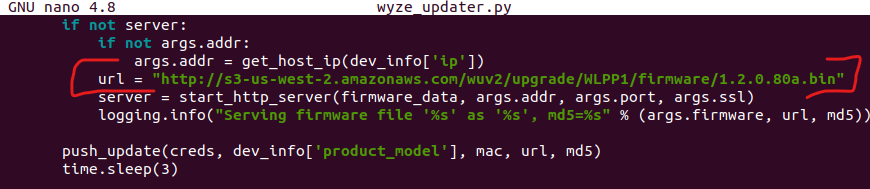 GNU nano 4.8 wyze_updater.py
if not server:
if not args.addr:
args.addr = get_host_ip(dev_info['ip'])
url = "http://s3-us-west-2.amazonaws.com/wuv2/upgrade/WLPP1/firmware/1.2.0.80a.bin"
server = start_http_server(firmware_data, args.addr, args.port, args.ssl)
logging.info("Serving firmware file '%s' as '%s', md5=%s" % (args.firmware, url, md5))
push_update(creds, dev_info['product_model'], mac, url, md5)
time.sleep(3)